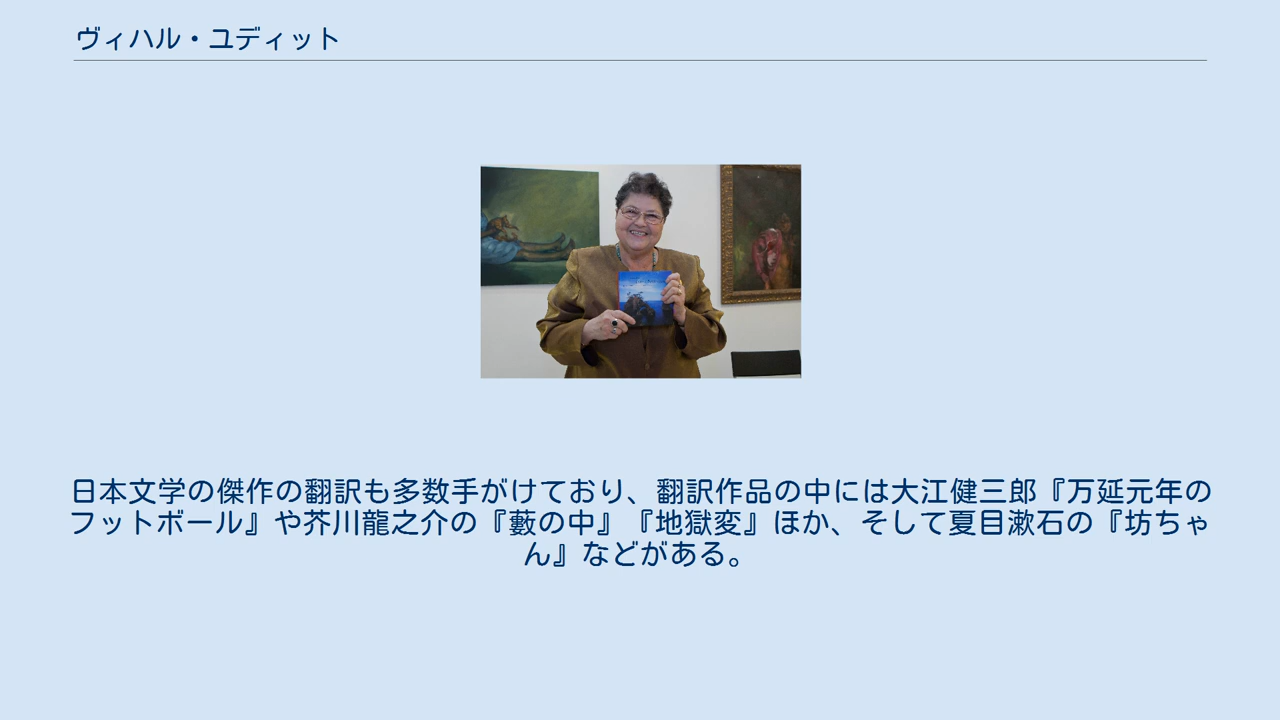 ヴィハル・ユディット
日本文学の傑作の翻訳も多数手がけており、翻訳作品の中には大江健三郎『万延元年の
フットボール』や芥川龍之介の『藪の中』『地獄変』ほか、そして夏目漱石の『坊ちゃ
ん』などがある。